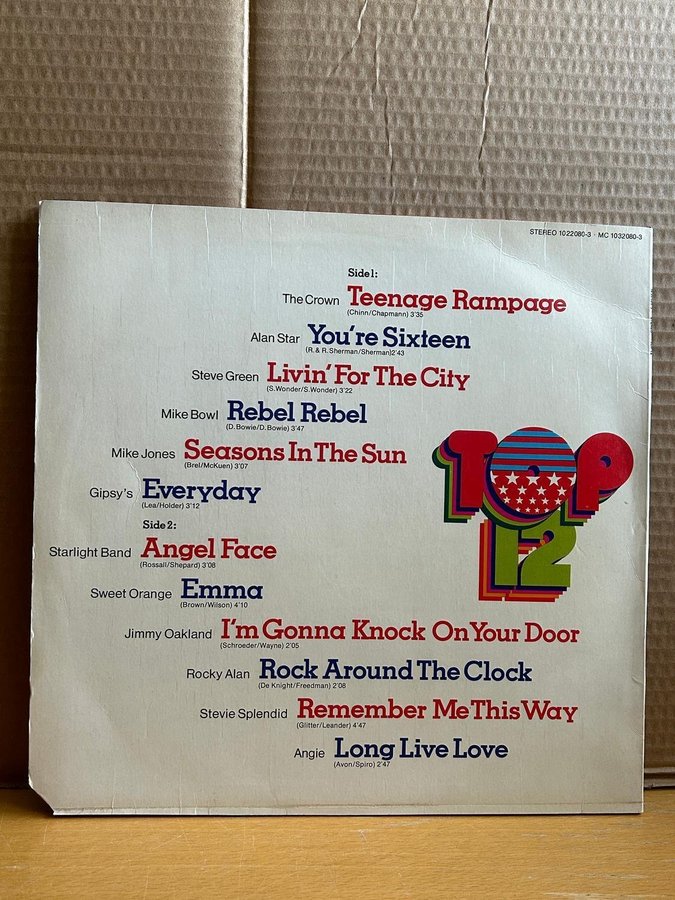 STEREO 1022080-3 · MC 1032080-3
Side 1:
The Crown Teenage Rampage
(Chinn/Chapmann) 3'35
Alan Star You're Sixteen
(R.& R.Sherman/Sherman)2'43
Steve Green Livin' For The City
(S.Wonder/S.Wonder) 3'22
Mike Bowl Rebel Rebel
(D.Bowie/D.Bowie) 3'47
Mike Jones Seasons In The Sun
(Brel/McKuen) 3'07
Gipsy's Everyday
(Lea/Holder) 3'12
TOP
12
Side 2:
Starlight Band Angel Face
(Rossall/Shepard) 3'08
Sweet Orange Emma
(Brown/Wilson) 4'10
Jimmy Oakland I'm Gonna Knock On Your Door
(Schroeder/Wayne) 2'05
Rocky Alan Rock Around The Clock
(De Knight/Freedman) 2'08
Stevie Splendid Remember Me This Way
(Glitter/Leander) 4'47
Angie Long Live Love
(Avon/Spiro) 2'47